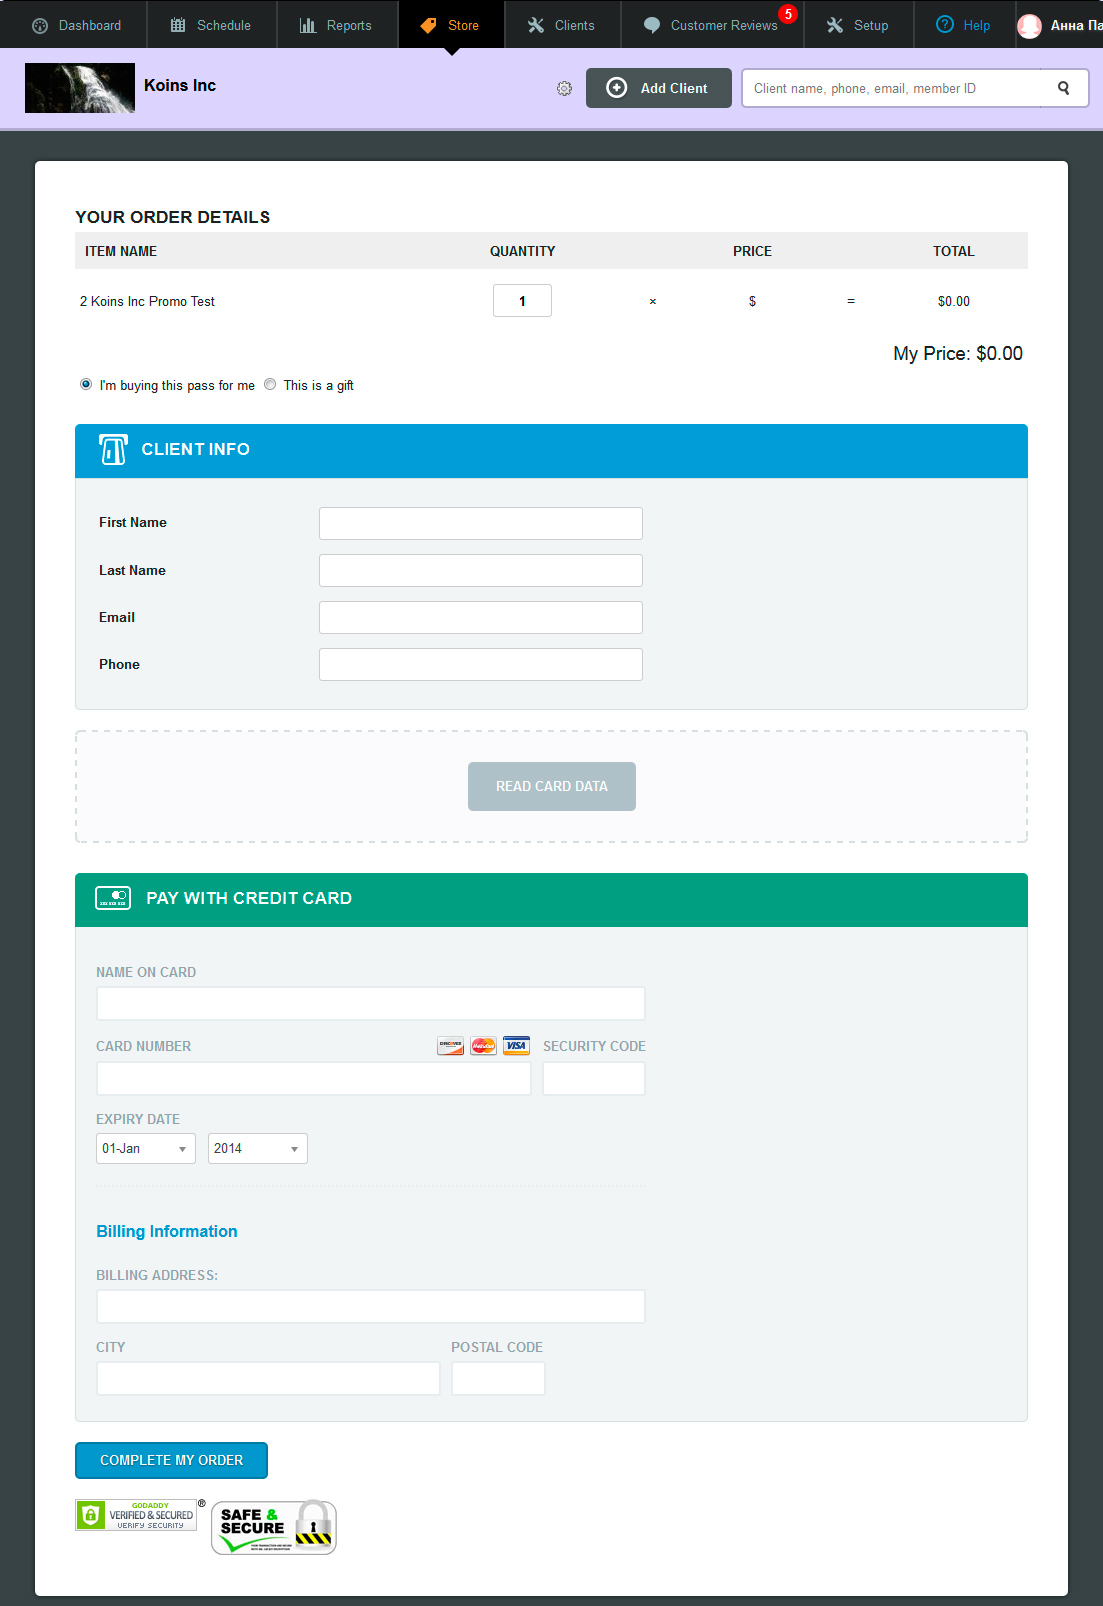 Dashboard Schedule Reports Store Clients Customer Reviews 5 Setup Help Анна Па
Koins Inc
Add Client
Client name, phone, email, member ID
YOUR ORDER DETAILS
ITEM NAME QUANTITY PRICE TOTAL
2 Koins Inc Promo Test 1 × $ = $0.00
My Price: $0.00
I'm buying this pass for me This is a gift
CLIENT INFO
First Name
Last Name
Email
Phone
READ CARD DATA
PAY WITH CREDIT CARD
NAME ON CARD
CARD NUMBER DISCOVER MasterCard VISA SECURITY CODE
EXPIRY DATE
01-Jan 2014
Billing Information
BILLING ADDRESS:
CITY POSTAL CODE
COMPLETE MY ORDER
GODADDY ®
VERIFIED & SECURED
VERIFY SECURITY
SAFE &
SECURE